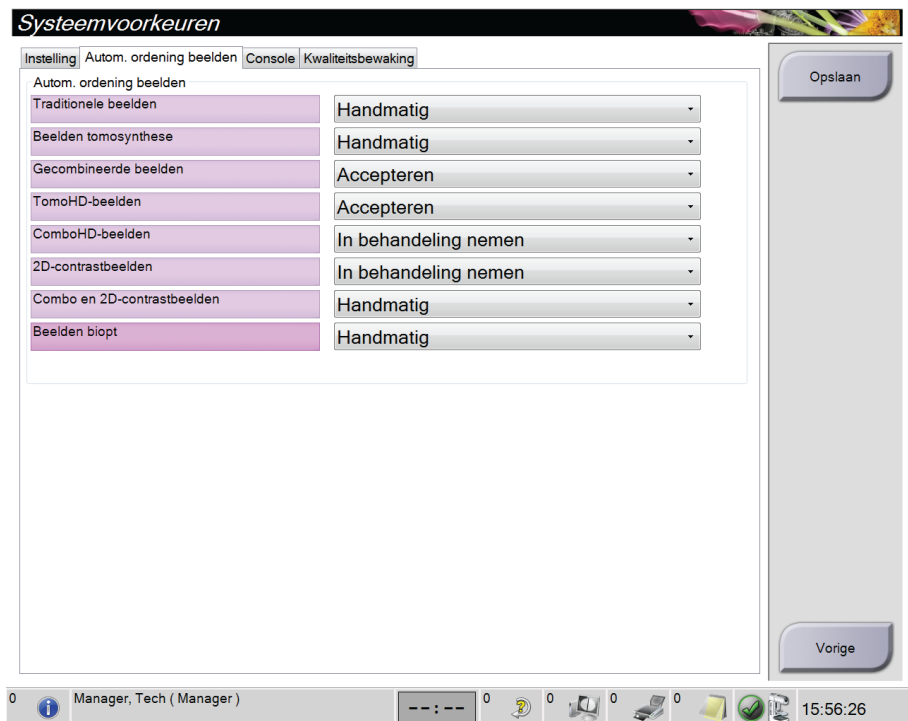 Systeemvoorkeuren
Instelling Autom. ordening beelden Console Kwaliteitsbewaking
Opslaan
Autom. ordening beelden
Traditionele beelden Handmatig
Beelden tomosynthese Handmatig
Gecombineerde beelden Accepteren
TomoHD-beelden Accepteren
ComboHD-beelden In behandeling nemen
2D-contrastbeelden In behandeling nemen
Combo en 2D-contrastbeelden Handmatig
Beelden biopt Handmatig
Vorige
0 Manager, Tech ( Manager ) --:-- 0 0 0 0 15:56:26